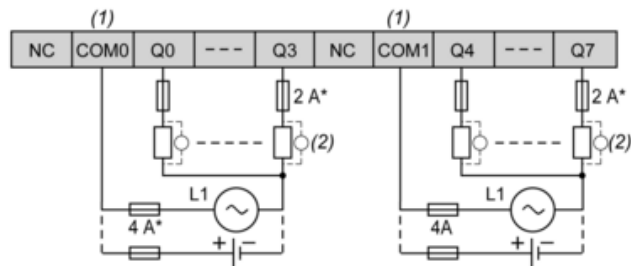 (1) (1)
NC COM0 Q0 Q3 NC COM1 Q4 Q7
2 A* 2 A*
(2) (2)
L1 L1
4 A* 4A
+ − + −